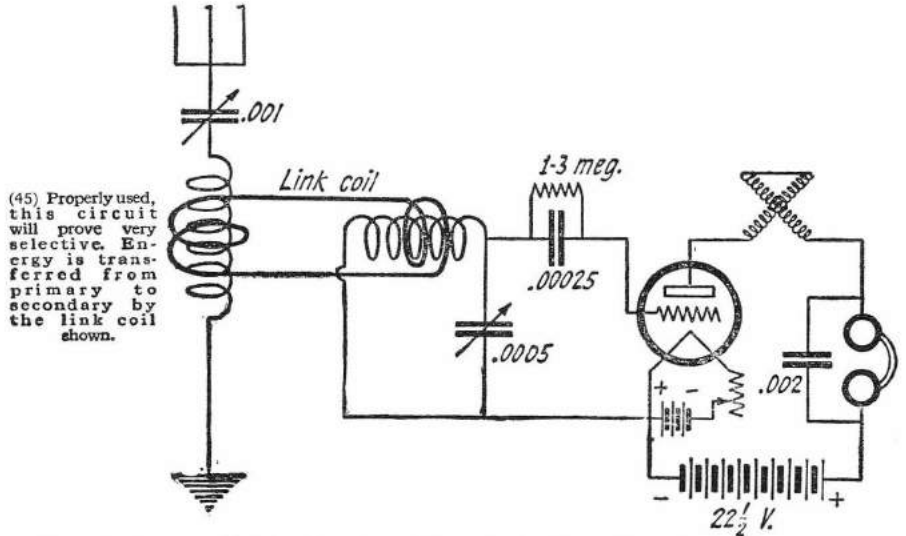 .001
(45) Properly used,
this circuit
will prove very
selective. En-
ergy is trans-
ferred from
primary to
secondary by
the link coil
shown.
Link coil
1-3 meg.
.00025
.0005
+ -
.002
- +
22½ V.